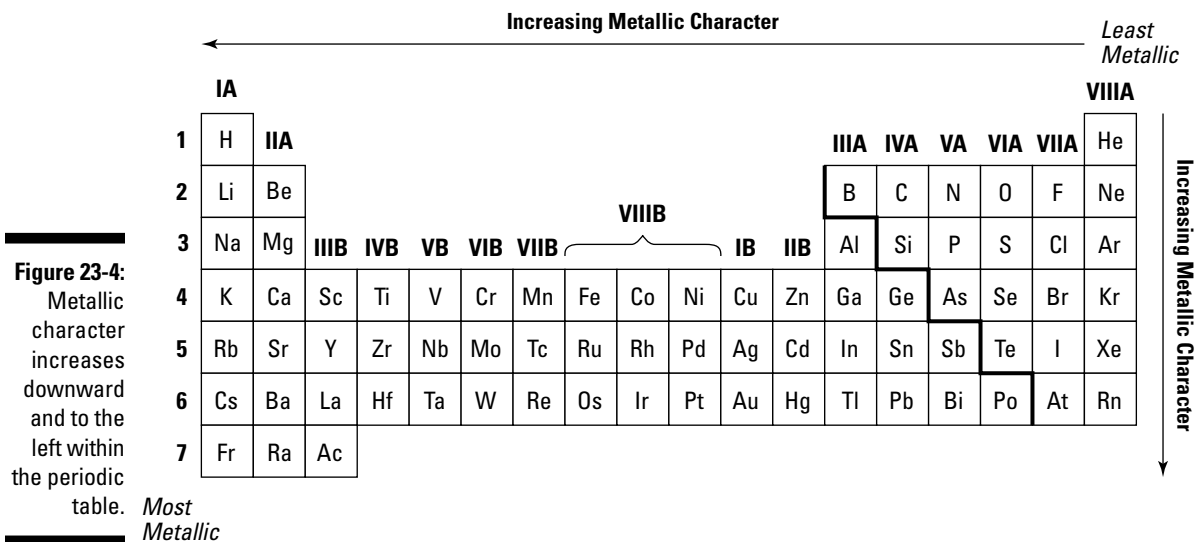 Increasing Metallic Character
Least
Metallic
IA
VIIIA
1 H IIA IIIA IVA VA VIA VIIA He
2 Li Be B C N O F Ne
VIIIB
3 Na Mg IIIB IVB VB VIB VIIB IB IIB Al Si P S Cl Ar
4 K Ca Sc Ti V Cr Mn Fe Co Ni Cu Zn Ga Ge As Se Br Kr
5 Rb Sr Y Zr Nb Mo Tc Ru Rh Pd Ag Cd In Sn Sb Te I Xe
6 Cs Ba La Hf Ta W Re Os Ir Pt Au Hg Tl Pb Bi Po At Rn
7 Fr Ra Ac
Most
Metallic
Increasing Metallic Character
Figure 23-4:
Metallic
character
increases
downward
and to the
left within
the periodic
table.